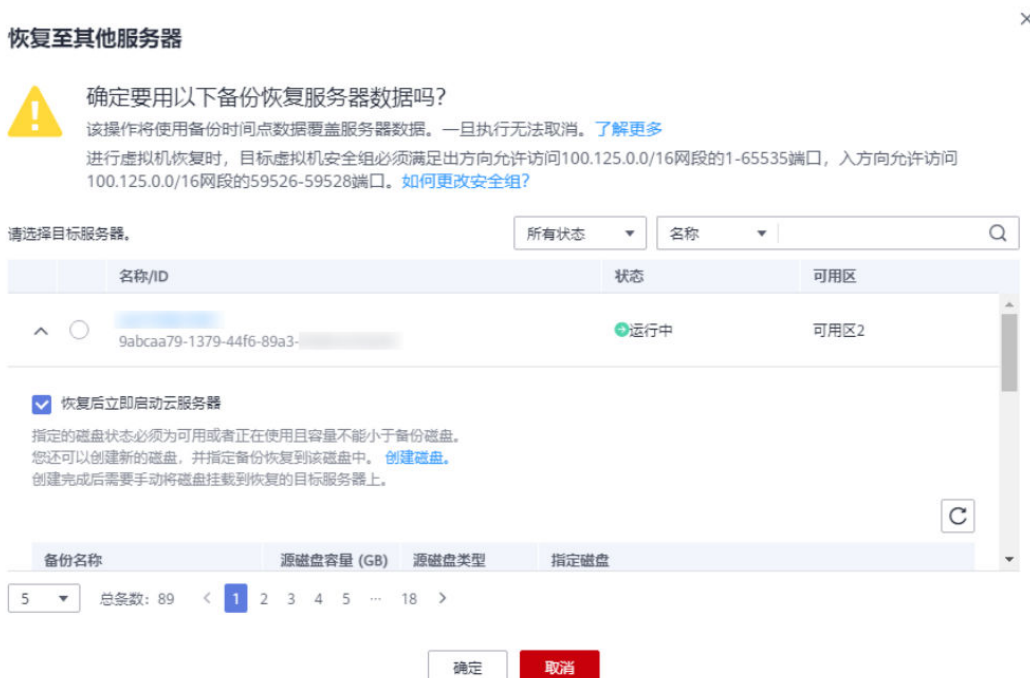 恢复至其他服务器
确定要用以下备份恢复服务器数据吗?
该操作将使用备份时间点数据覆盖服务器数据。一旦执行无法取消。了解更多
进行虚拟机恢复时，目标虚拟机安全组必须满足出方向允许访问100.125.0.0/16网段的1-65535端口，入方向允许访问
100.125.0.0/16网段的59526-59528端口。如何更改安全组?
请选择目标服务器。 所有状态 名称
名称/ID 状态 可用区
9abcaa79-1379-44f6-89a3- 运行中 可用区2
恢复后立即启动云服务器
指定的磁盘状态必须为可用或者正在使用且容量不能小于备份磁盘。
您还可以创建新的磁盘，并指定备份恢复到该磁盘中。 创建磁盘。
创建完成后需要手动将磁盘挂载到恢复的目标服务器上。
备份名称 源磁盘容量 (GB) 源磁盘类型 指定磁盘
5 总条数: 89 < 1 2 3 4 5 ... 18 >
确定 取消